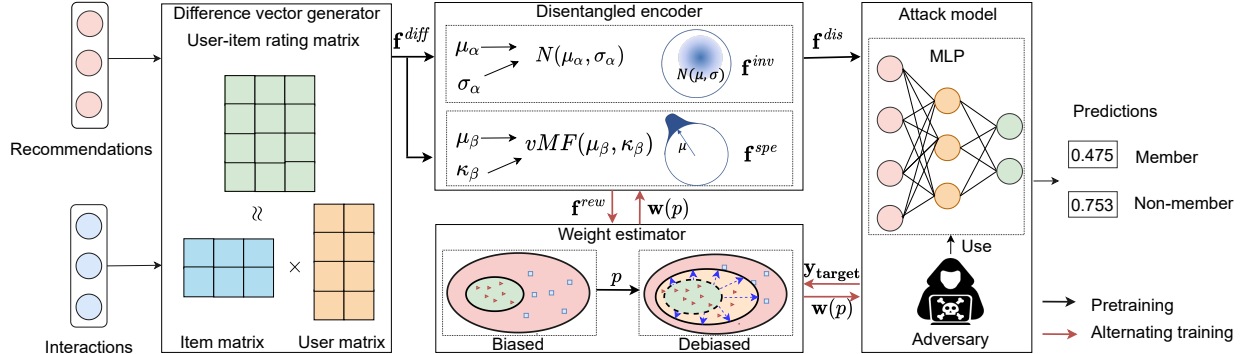 Difference vector generator
User-item rating matrix
Recommendations
Interactions
Item matrix
×
User matrix
≈
f^{diff}
Disentangled encoder
μ_α
σ_α
N(μ_α, σ_α)
N(μ,σ)
f^{inv}
μ_β
κ_β
vMF(μ_β, κ_β)
μ
f^{spe}
f^{rew}
w(p)
Weight estimator
p
Biased
Debiased
f^{dis}
y_{target}
w(p)
Attack model
MLP
Use
Adversary
Predictions
0.475 Member
0.753 Non-member
Pretraining
Alternating training